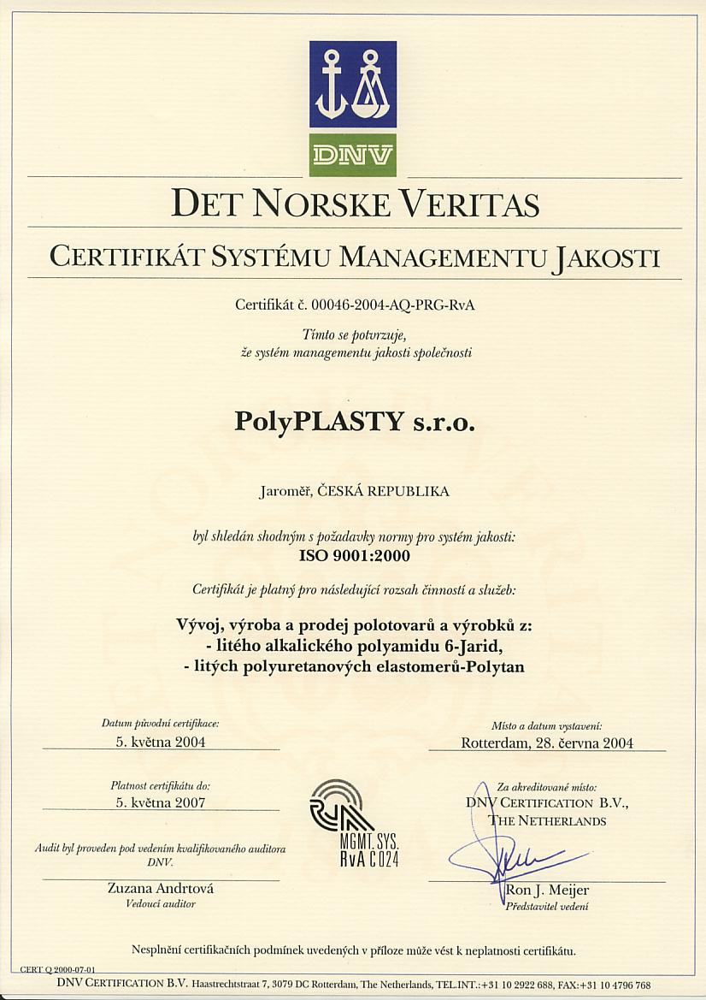 DNV
DET NORSKE VERITAS
CERTIFIKÁT SYSTÉMU MANAGEMENTU JAKOSTI
Certifikát č. 00046-2004-AQ-PRG-RvA
Tímto se potvrzuje,
že systém managementu jakosti společnosti
PolyPLASTY s.r.o.
Jaroměř, ČESKÁ REPUBLIKA
byl shledán shodným s požadavky normy pro systém jakosti:
ISO 9001:2000
Certifikát je platný pro následující rozsah činností a služeb:
Vývoj, výroba a prodej polotovarů a výrobků z:
- litého alkalického polyamidu 6-Jarid,
- litých polyuretanových elastomerů-Polytan
Datum původní certifikace:
5. května 2004
Místo a datum vystavení:
Rotterdam, 28. června 2004
Platnost certifikátu do:
5. května 2007
Za akreditované místo:
DNV CERTIFICATION B.V.,
THE NETHERLANDS
RvA
MGMT. SYS.
RvA C 024
Audit byl proveden pod vedením kvalifikovaného auditora
DNV.
Zuzana Andrtová
Vedoucí auditor
Ron J. Meijer
Představitel vedení
Nesplnění certifikačních podmínek uvedených v příloze může vést k neplatnosti certifikátu.
CERT Q 2000-07-01
DNV CERTIFICATION B.V. Haastrechtstraat 7, 3079 DC Rotterdam, The Netherlands, TEL.INT.:+31 10 2922 688, FAX:+31 10 4796 768